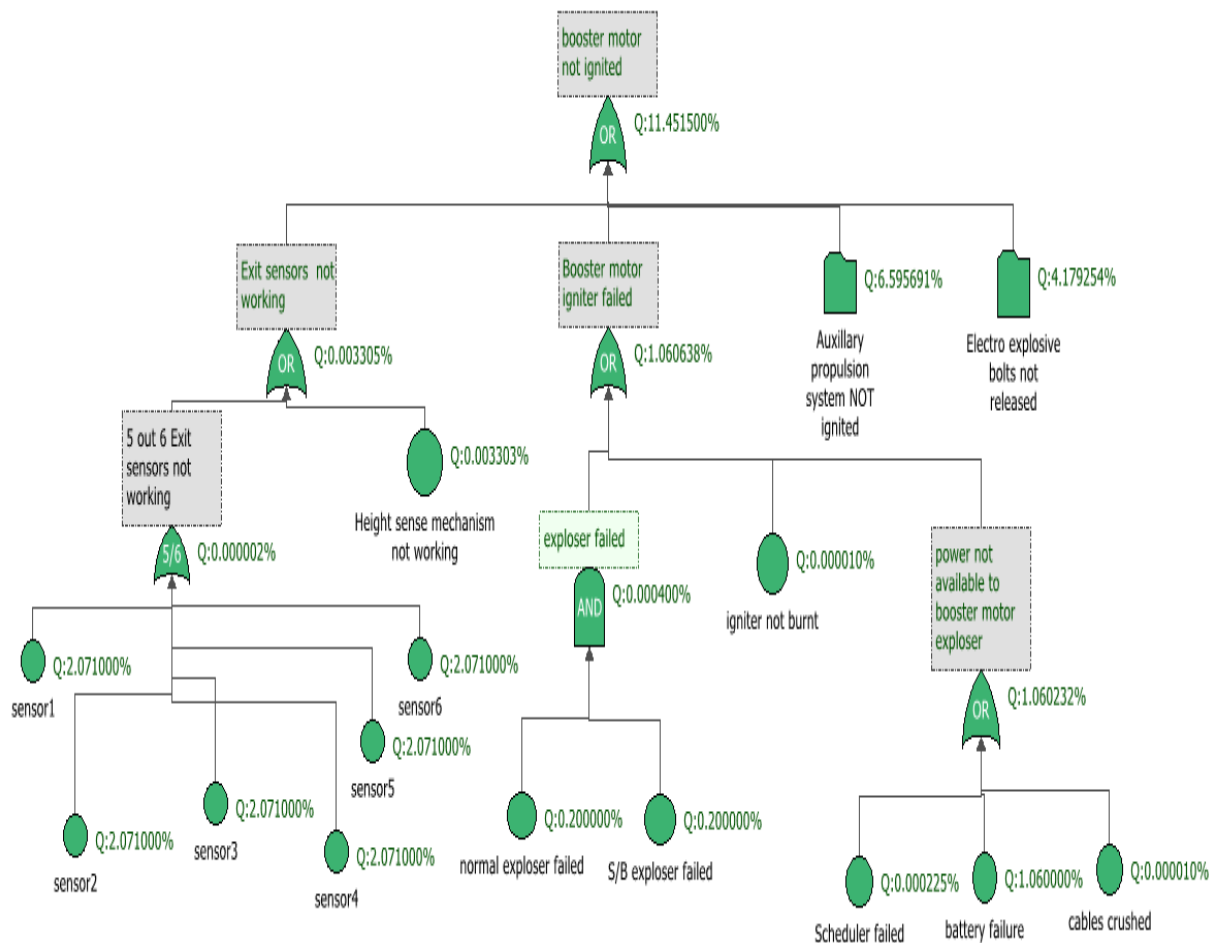 booster motor
not ignited
OR
Q:11.451500%
Exit sensors not
working
OR
Q:0.003305%
Booster motor
igniter failed
OR
Q:1.060638%
Q:6.595691%
Auxillary
propulsion
system NOT
ignited
Q:4.179254%
Electro explosive
bolts not
released
5 out 6 Exit
sensors not
working
5/6
Q:0.000002%
Q:0.003303%
Height sense mechanism
not working
exploser failed
AND
Q:0.000400%
Q:0.000010%
igniter not burnt
power not
available to
booster motor
exploser
OR
Q:1.060232%
Q:2.071000%
sensor1
Q:2.071000%
sensor6
Q:2.071000%
sensor5
Q:2.071000%
sensor3
Q:2.071000%
sensor2
Q:2.071000%
sensor4
Q:0.200000%
normal exploser failed
Q:0.200000%
S/B exploser failed
Q:0.000225%
Scheduler failed
Q:1.060000%
battery failure
Q:0.000010%
cables crushed